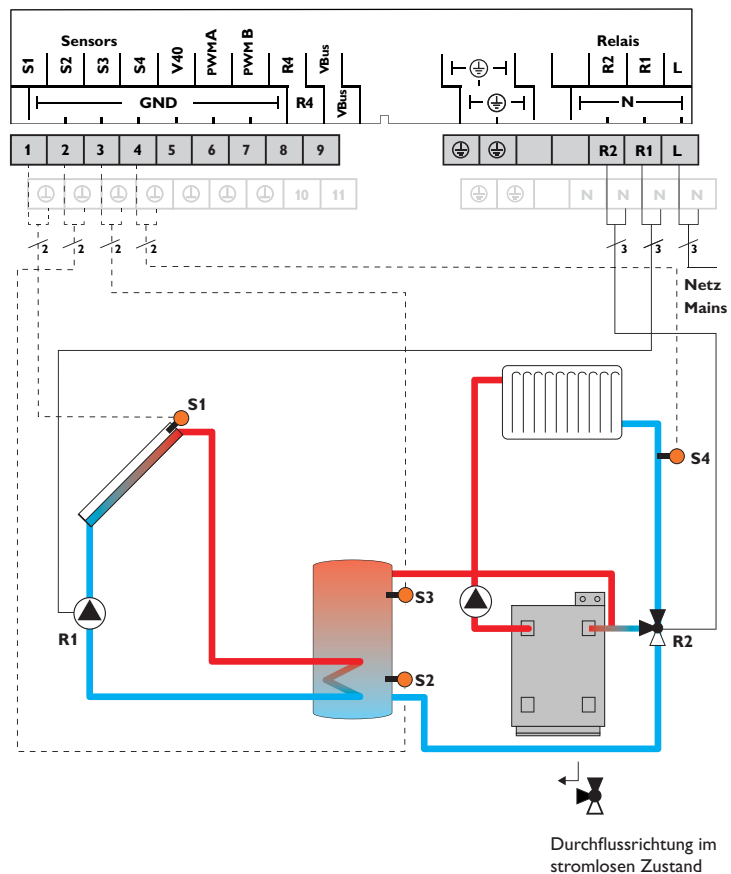 Sensors
Relais
S1 S2 S3 S4 V40 PWMA PWM B R4 VBus
R2 R1 L
GND R4 VBus
N
1 2 3 4 5 6 7 8 9
R2 R1 L
10 11
N N N N
2 2 2 2
3 3 3
Netz
Mains
S1
S4
S3
R1
R2
S2
Durchflussrichtung im
stromlosen Zustand